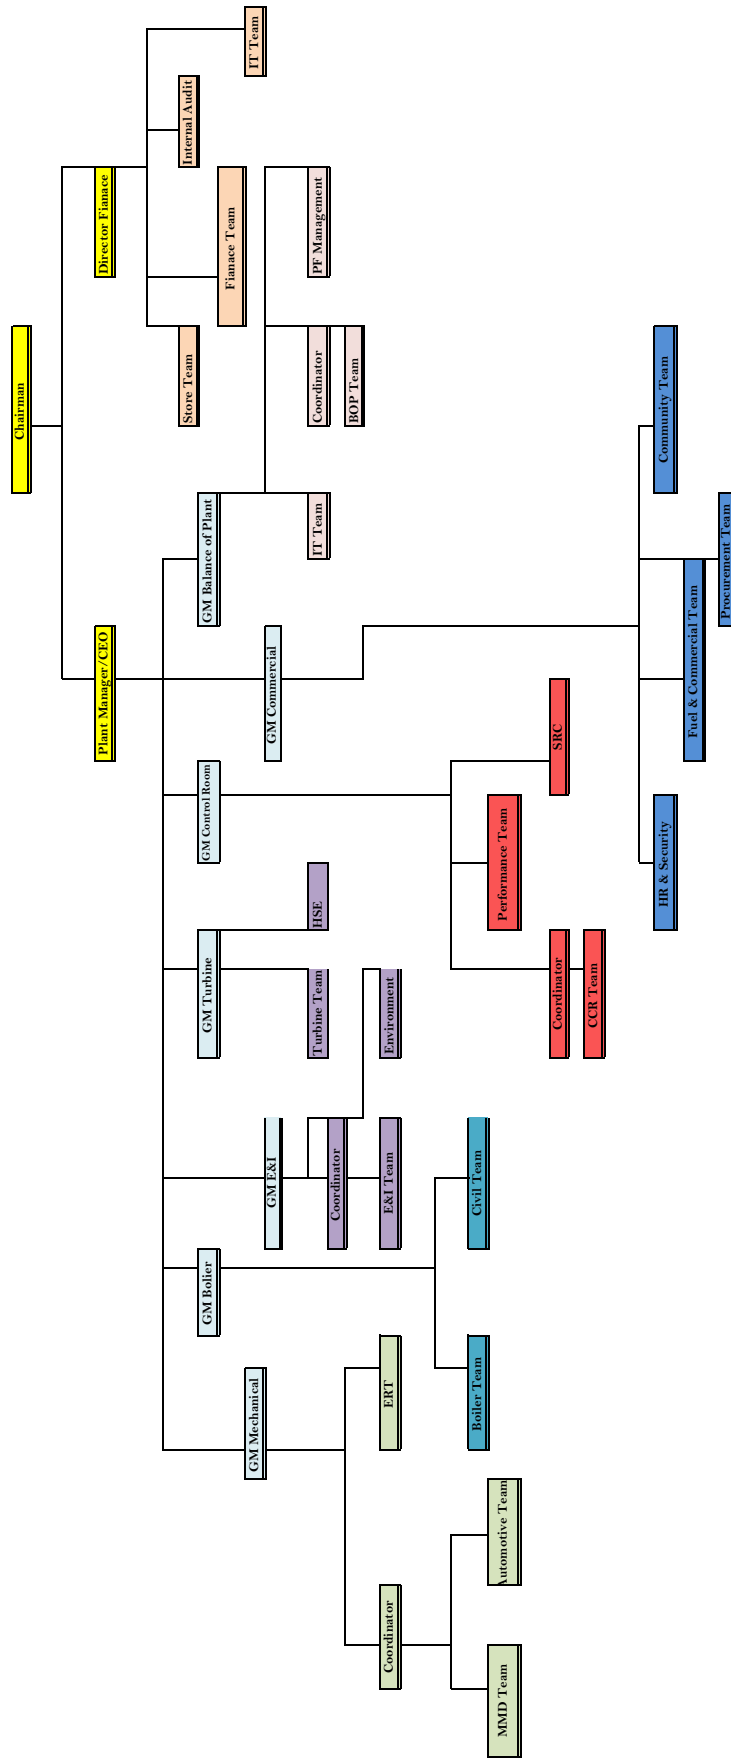 Chairman
Plant Manager/CEO
Director Fianace
Store Team
Fianace Team
Internal Audit
IT Team
GM Mechanical
GM Bolier
GM E&I
GM Turbine
GM Control Room
GM Commercial
GM Balance of Plant
IT Team
Coordinator
BOP Team
PF Management
Coordinator
ERT
MMD Team
Automotive Team
Boiler Team
Civil Team
Coordinator
E&I Team
Environment
Turbine Team
HSE
Coordinator
CCR Team
Performance Team
SRC
HR & Security
Fuel & Commercial Team
Procurement Team
Community Team